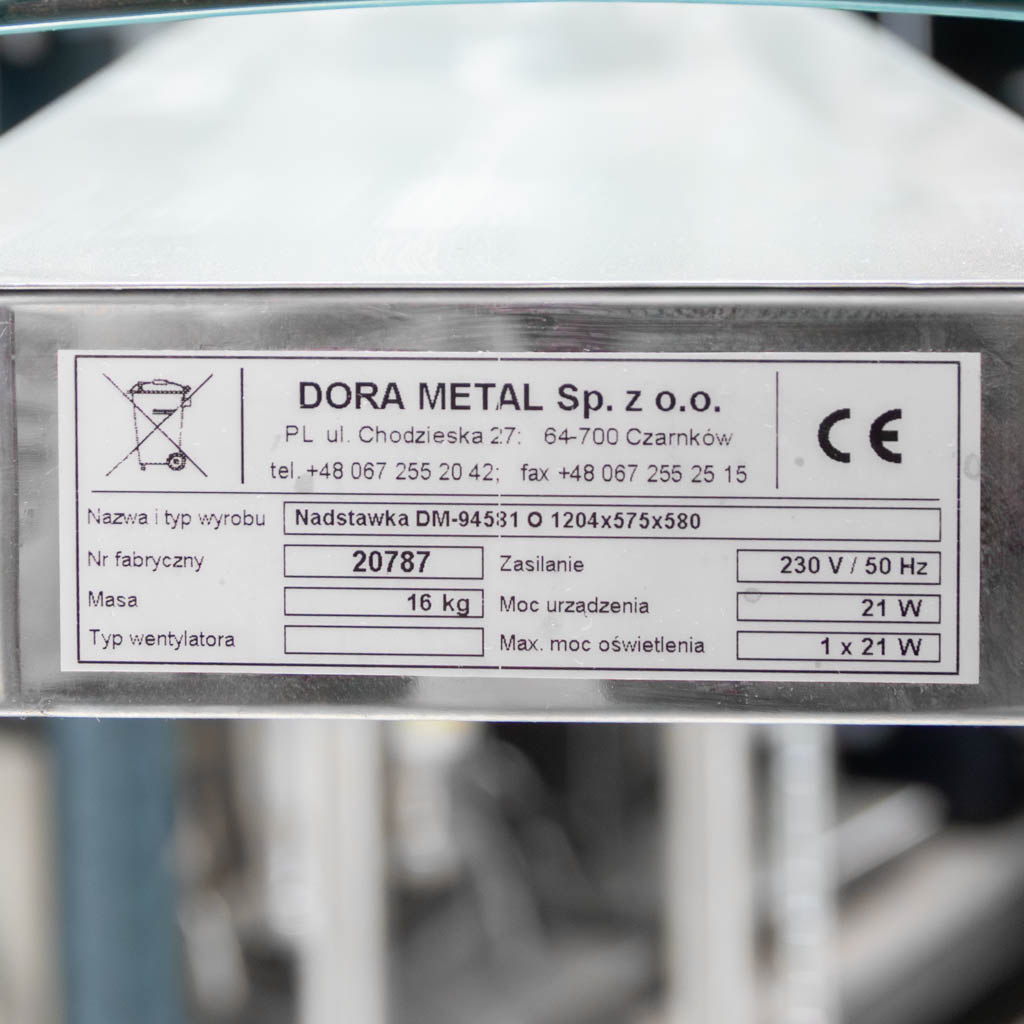 DORA METAL Sp. z o.o.
PL ul. Chodzieska 27; 64-700 Czarnków
tel. +48 067 255 20 42; fax +48 067 255 25 15
CE
Nazwa i typ wyrobu Nadstawka DM-94581 O 1204x575x580
Nr fabryczny 20787 Zasilanie 230 V / 50 Hz
Masa 16 kg Moc urządzenia 21 W
Typ wentylatora Max. moc oświetlenia 1 x 21 W